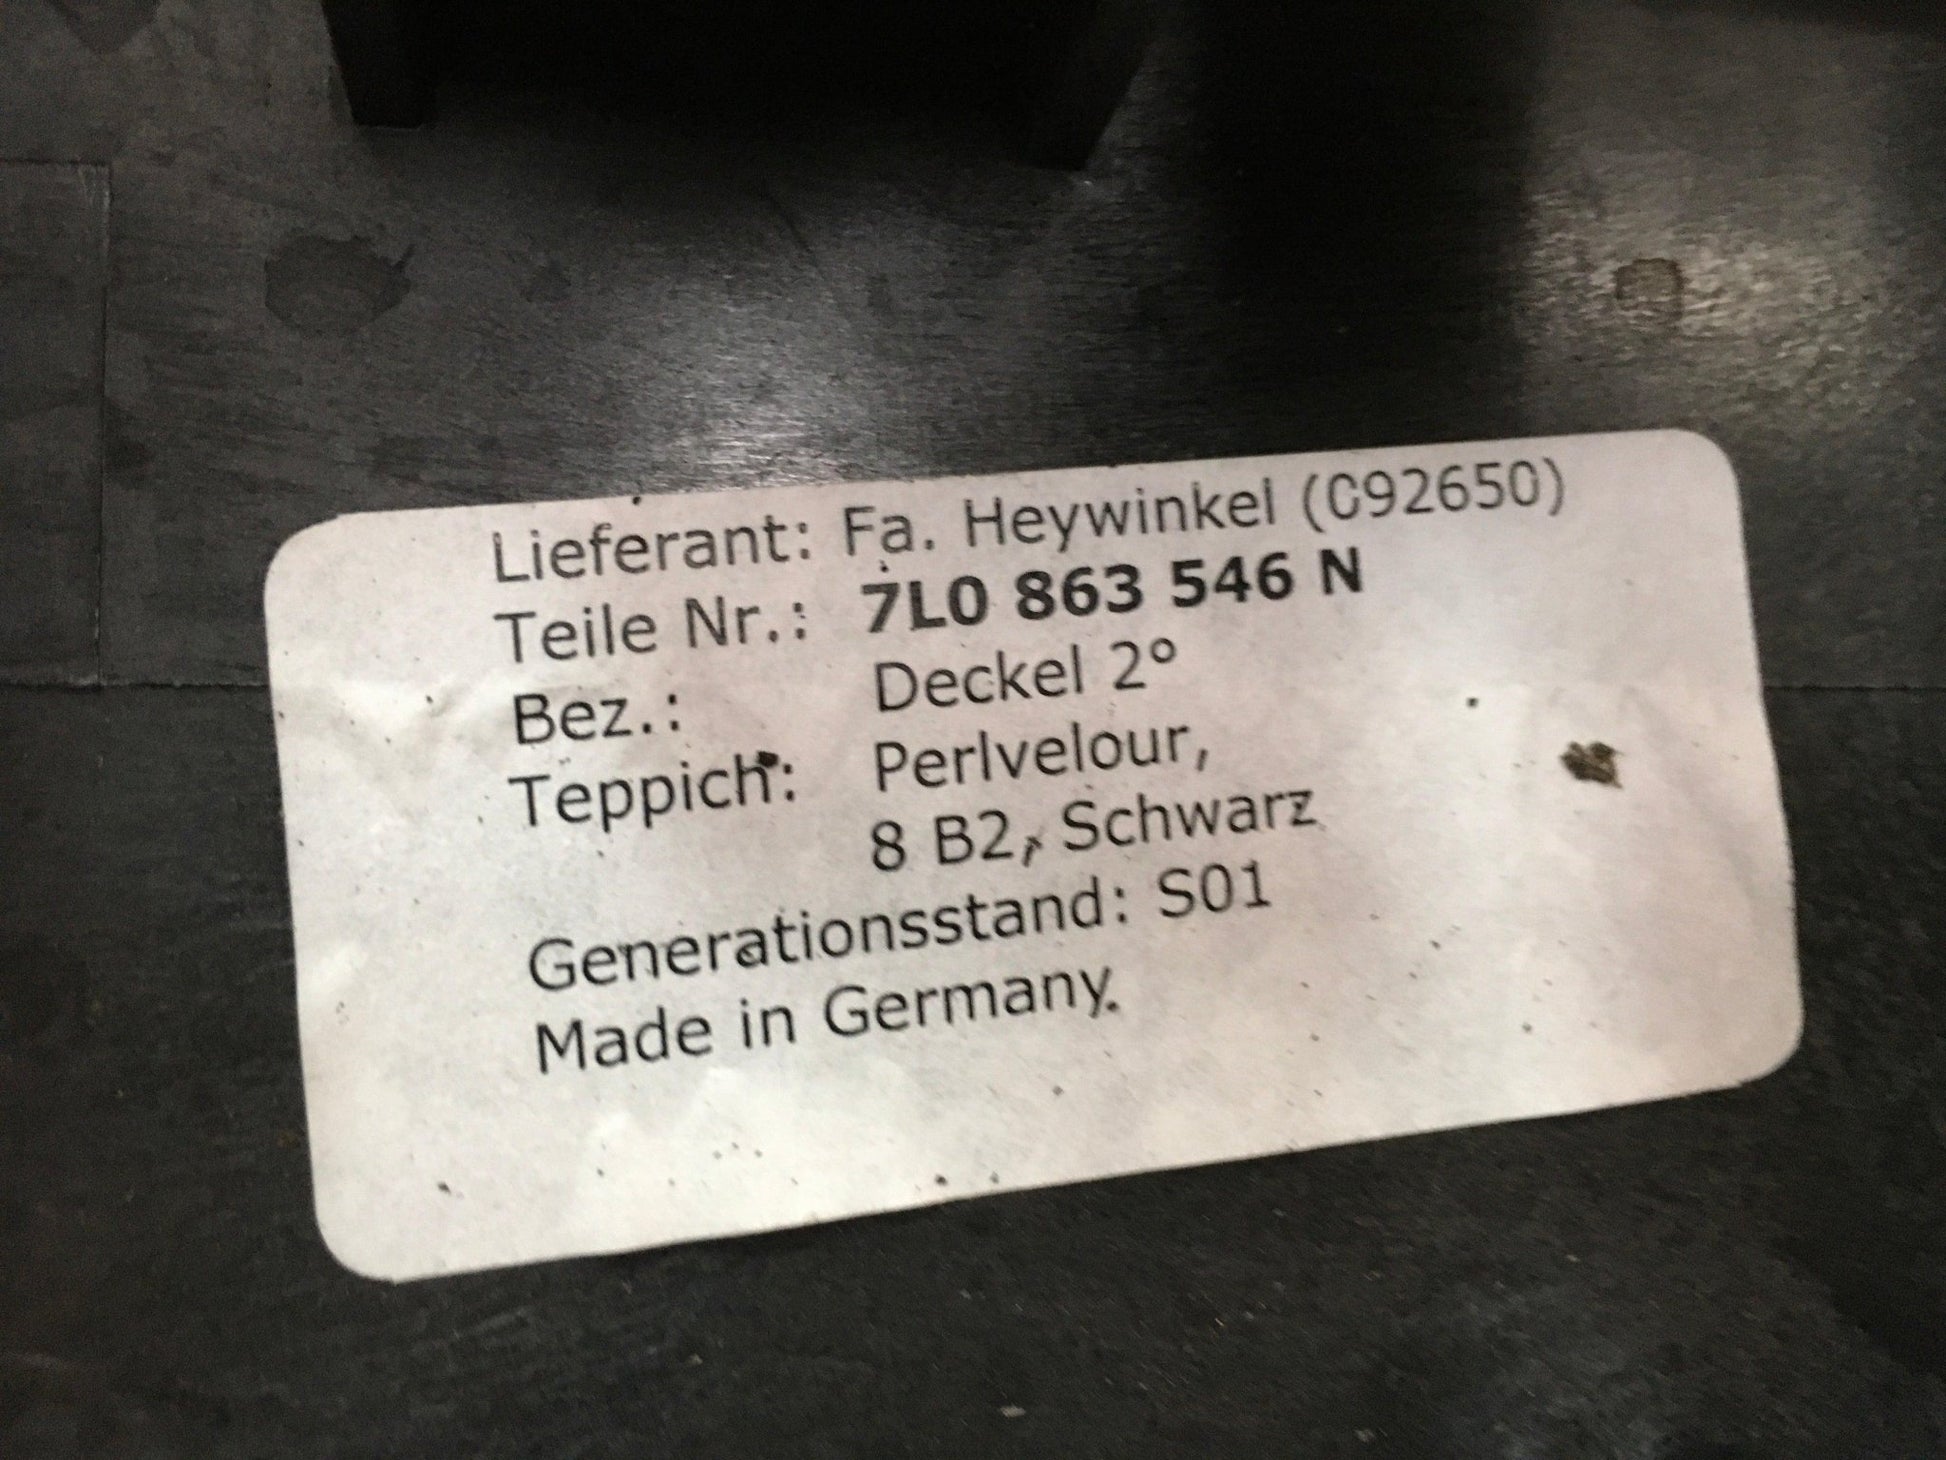 Lieferant: Fa. Heywinkel (C92650)
Teile Nr.: 7L0 863 546 N
Bez.: Deckel 2°
Teppich: Perlvelour,
8 B2, Schwarz
Generationsstand: S01
Made in Germany.